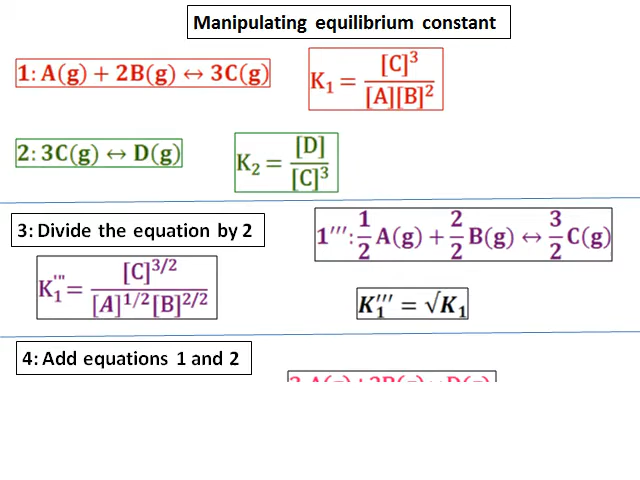 Manipulating equilibrium constant
1: A(g) + 2B(g) ↔ 3C(g)
K₁ = [C]³ / [A][B]²
2: 3C(g) ↔ D(g)
K₂ = [D] / [C]³
3: Divide the equation by 2
1′′′: 1/2 A(g) + 2/2 B(g) ↔ 3/2 C(g)
K₁''' = [C]^3/2 / [A]^1/2 [B]^2/2
K₁′′′ = √K₁
4: Add equations 1 and 2